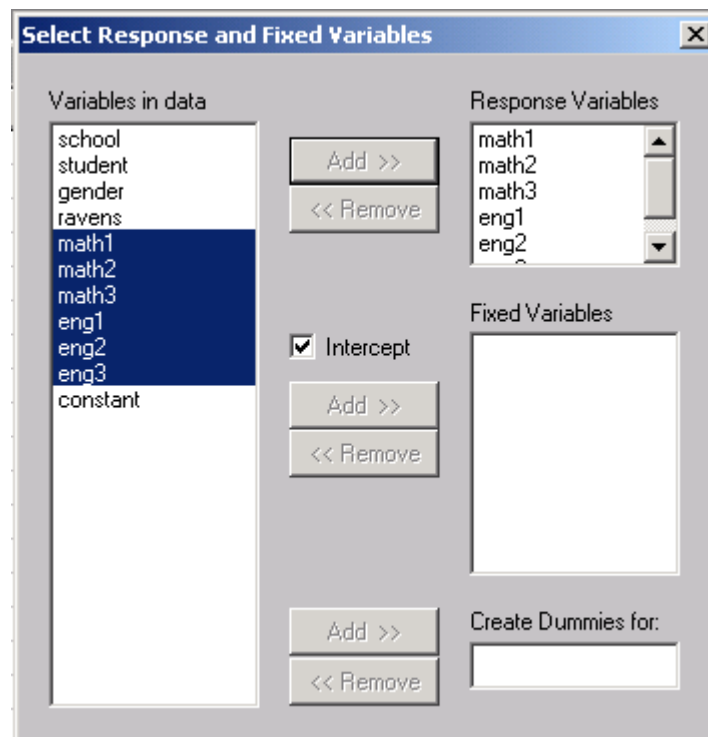 Select Response and Fixed Variables
Variables in data
school
student
gender
ravens
math1
math2
math3
eng1
eng2
eng3
constant
Add >>
<< Remove
Response Variables
math1
math2
math3
eng1
eng2
Intercept
Add >>
<< Remove
Fixed Variables
Add >>
<< Remove
Create Dummies for: